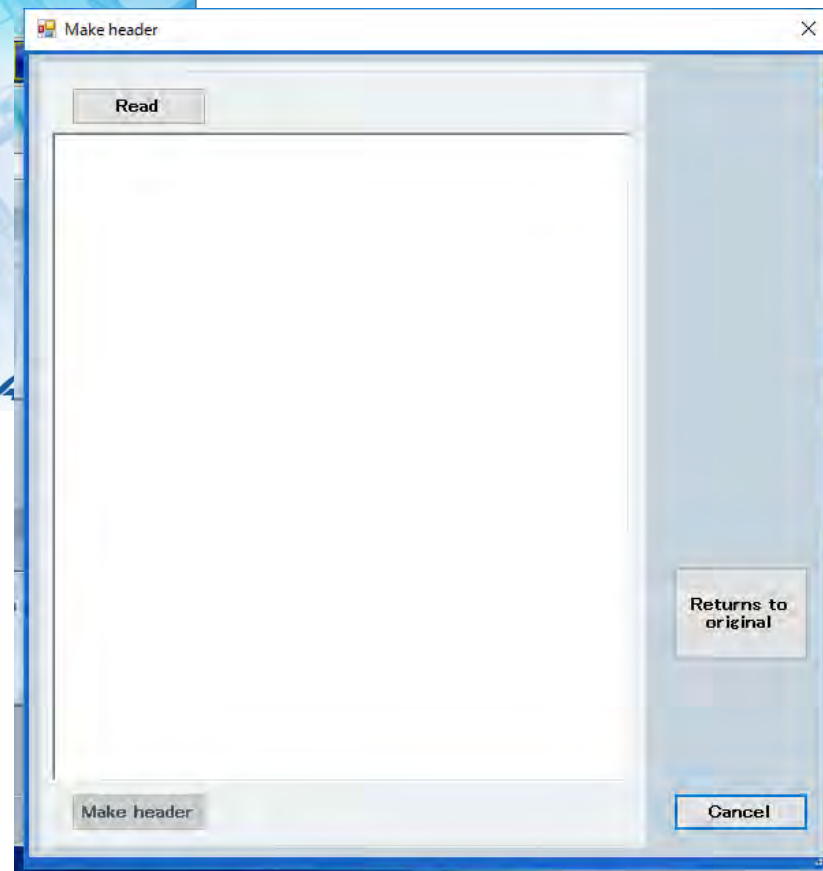 Make header
Read
Returns to
original
Make header
Cancel